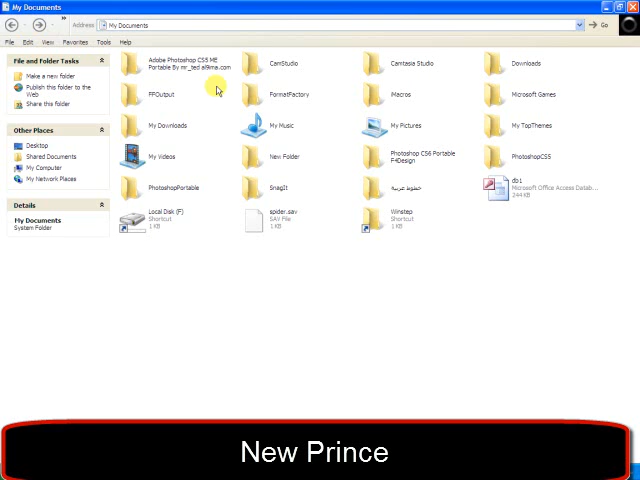 My Documents
Address My Documents Go
File Edit View Favorites Tools Help
File and Folder Tasks
Make a new folder
Publish this folder to the
Web
Share this folder
Other Places
Desktop
Shared Documents
My Computer
My Network Places
Details
My Documents
System Folder
Adobe Photoshop CS5 ME
Portable By mr_ted al9ma.com
CamStudio
Camtasia Studio
Downloads
FFOutput
FormatFactory
iMacros
Microsoft Games
My Downloads
My Music
My Pictures
My TopThemes
My Videos
New Folder
Photoshop CS6 Portable
F4Design
PhotoshopCS5
PhotoshopPortable
SnagIt
خطوط عربية
db1
Microsoft Office Access Datab...
244 KB
Local Disk (F)
Shortcut
1 KB
spider.sav
SAV File
1 KB
Winstep
Shortcut
1 KB
New Prince